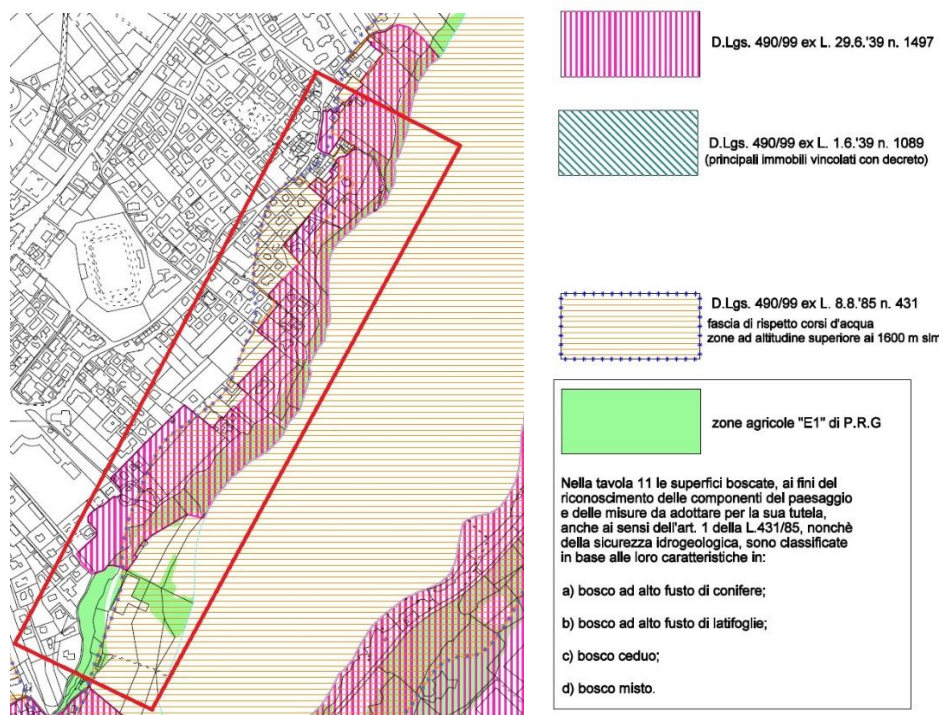 D.Lgs. 490/99 ex L. 29.6.'39 n. 1497
D.Lgs. 490/99 ex L. 1.6.'39 n. 1089
(principali immobili vincolati con decreto)
D.Lgs. 490/99 ex L. 8.8.'85 n. 431
fascia di rispetto corsi d'acqua
zone ad altitudine superiore ai 1600 m slm
zone agricole "E1" di P.R.G
Nella tavola 11 le superfici boscate, ai fini del
riconoscimento delle componenti del paesaggio
e delle misure da adottare per la sua tutela,
anche ai sensi dell'art. 1 della L.431/85, nonchè
della sicurezza idrogeologica, sono classificate
in base alle loro caratteristiche in:
a) bosco ad alto fusto di conifere;
b) bosco ad alto fusto di latifoglie;
c) bosco ceduo;
d) bosco misto.